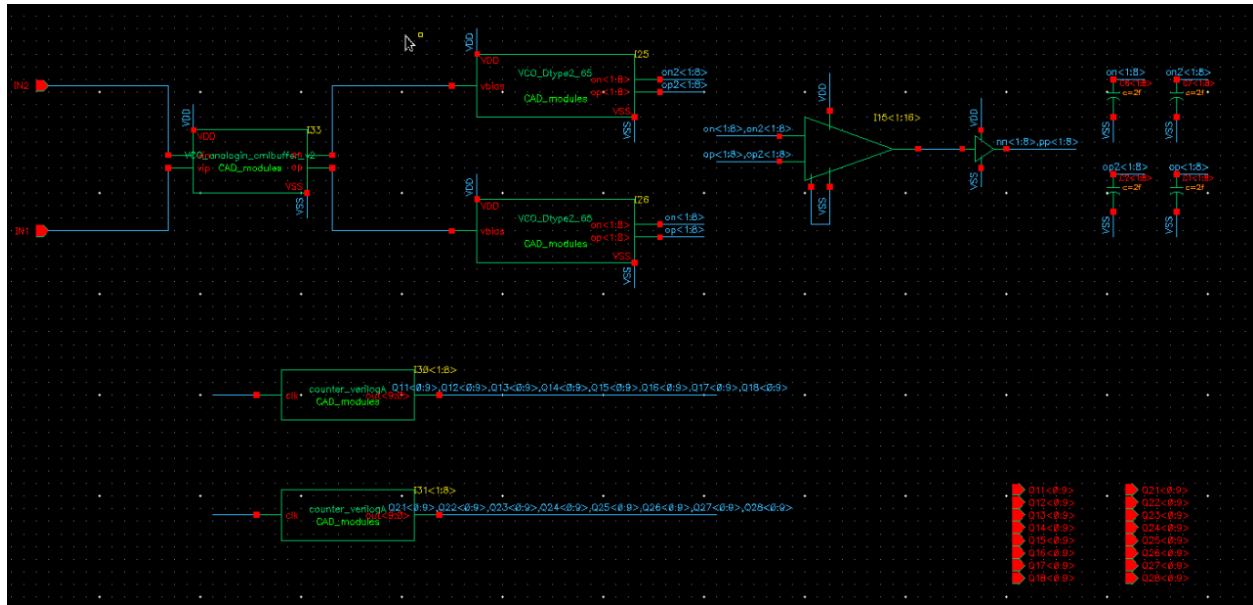 IN2
IN1
VDD
I33
VDD
VCO_analogin_cmlbuffer_v2
vip
op
CAD_modules
VSS
VSS
VDD
I25
VDD
VCO_Dtype2_65
on<1:8>
on2<1:8>
vbias
op<1:8>
op2<1:8>
CAD_modules
VSS
VSS
VDD
I26
VDD
VCO_Dtype2_65
on<1:8>
on<1:8>
vbias
op<1:8>
op<1:8>
CAD_modules
VSS
VSS
VDD
I15<1:16>
on<1:8>,on2<1:8>
op<1:8>,op2<1:8>
VSS
VDD
nn<1:8>,pp<1:8>
VSS
on<1:8>
c=2f
VSS
on2<1:8>
c=2f
VSS
op2<1:8>
c=2f
VSS
op<1:8>
c=2f
VSS
I30<1:8>
counter_verilogA
clk
out<9:0>
CAD_modules
Q11<0:9>,Q12<0:9>,Q13<0:9>,Q14<0:9>,Q15<0:9>,Q16<0:9>,Q17<0:9>,Q18<0:9>
I31<1:8>
counter_verilogA
clk
out<9:0>
CAD_modules
Q21<0:9>,Q22<0:9>,Q23<0:9>,Q24<0:9>,Q25<0:9>,Q26<0:9>,Q27<0:9>,Q28<0:9>
Q11<0:9>
Q12<0:9>
Q13<0:9>
Q14<0:9>
Q15<0:9>
Q16<0:9>
Q17<0:9>
Q18<0:9>
Q21<0:9>
Q22<0:9>
Q23<0:9>
Q24<0:9>
Q25<0:9>
Q26<0:9>
Q27<0:9>
Q28<0:9>